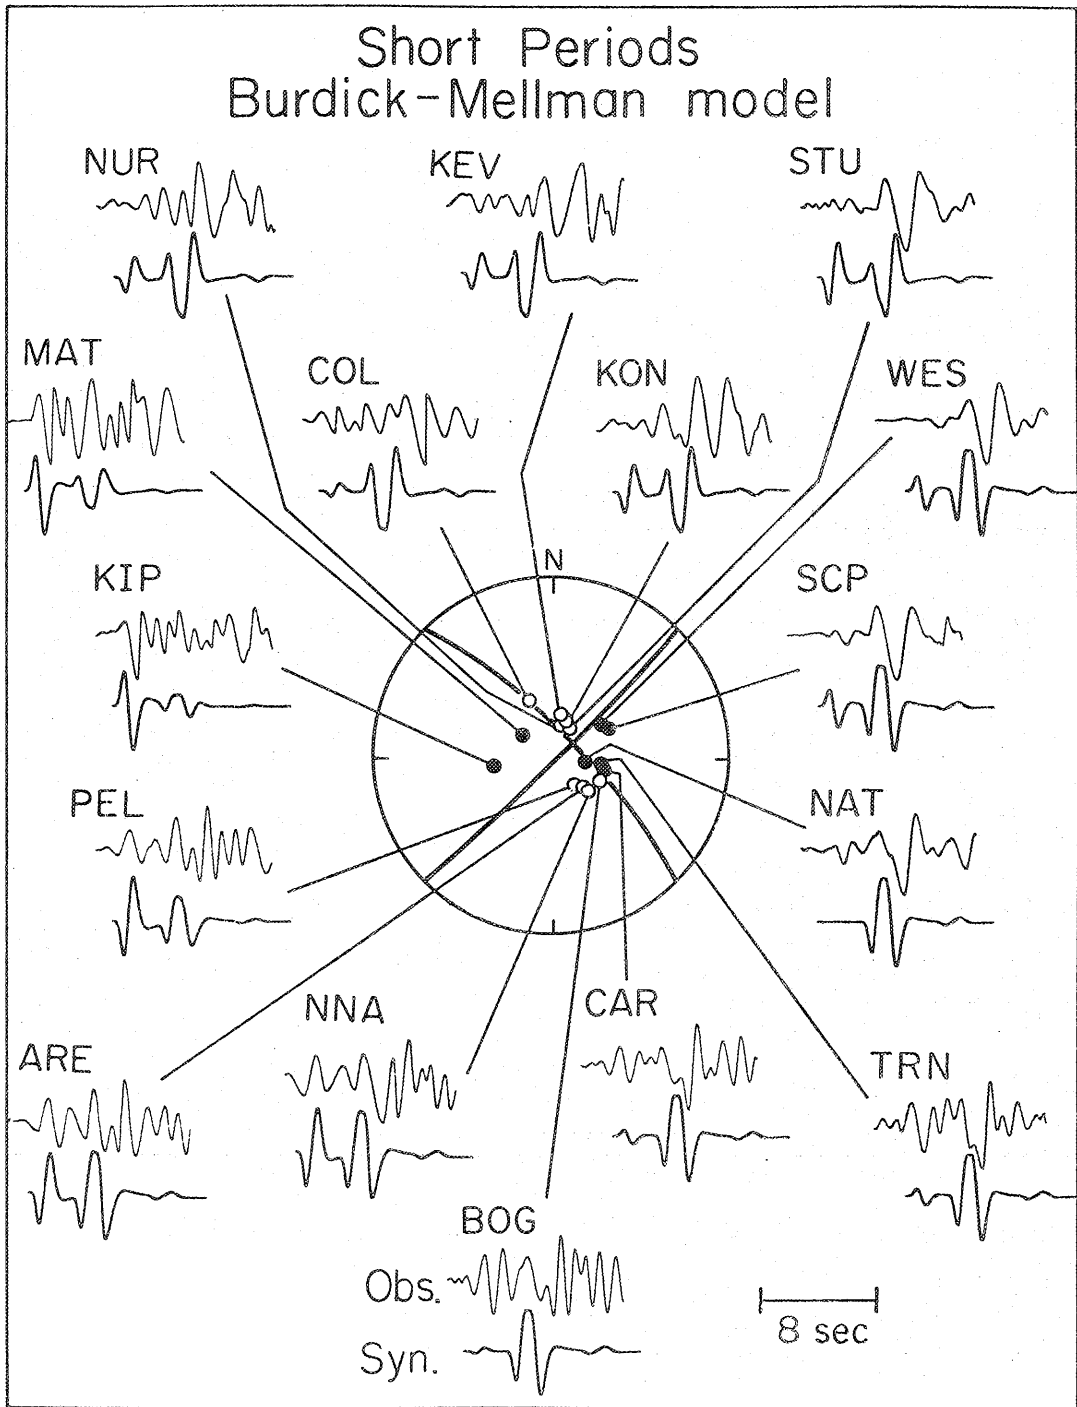 Short Periods
Burdick-Mellman model
NUR
KEV
STU
MAT
COL
KON
WES
KIP
N
SCP
PEL
NAT
NNA
CAR
ARE
TRN
BOG
Obs.
8 sec
Syn.